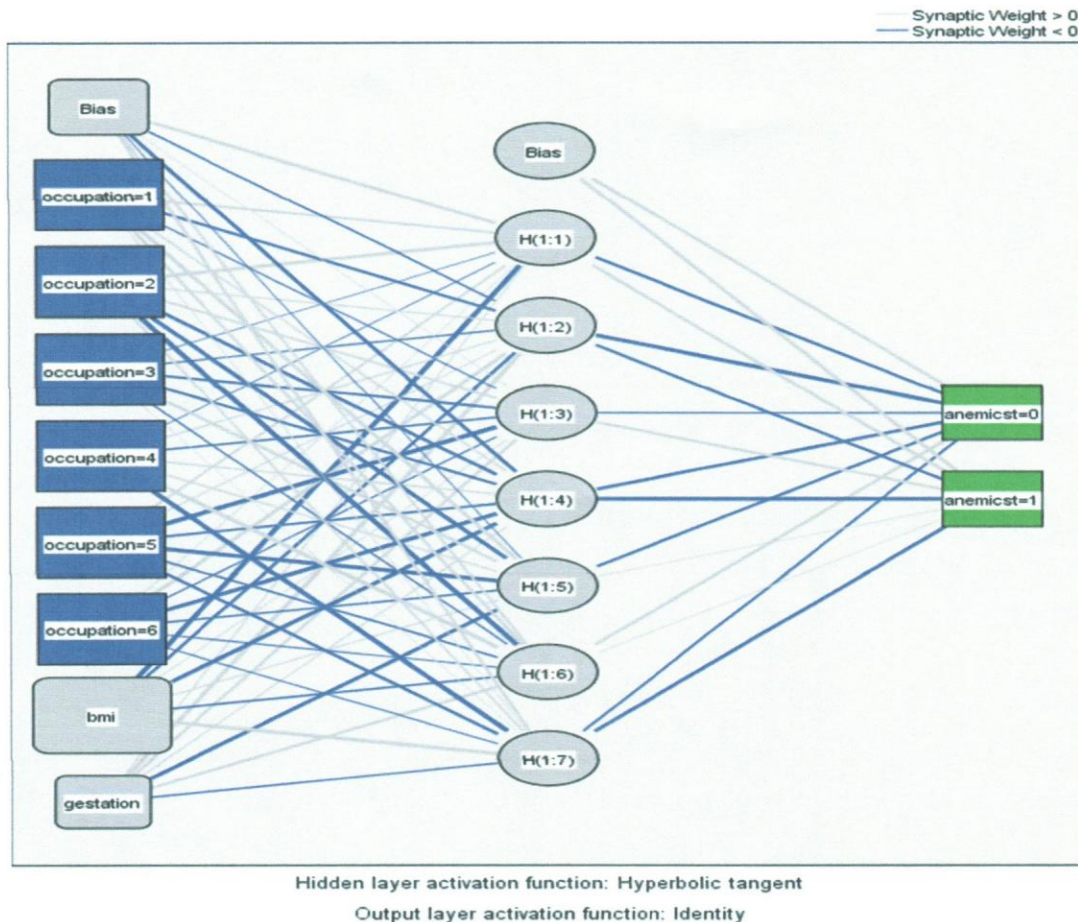 Synaptic Weight > 0
Synaptic Weight < 0
Bias
occupation=1
occupation=2
occupation=3
occupation=4
occupation=5
occupation=6
bmi
gestation
Bias
H(1:1)
H(1:2)
H(1:3)
H(1:4)
H(1:5)
H(1:6)
H(1:7)
anemicst=0
anemicst=1
Hidden layer activation function: Hyperbolic tangent
Output layer activation function: Identity